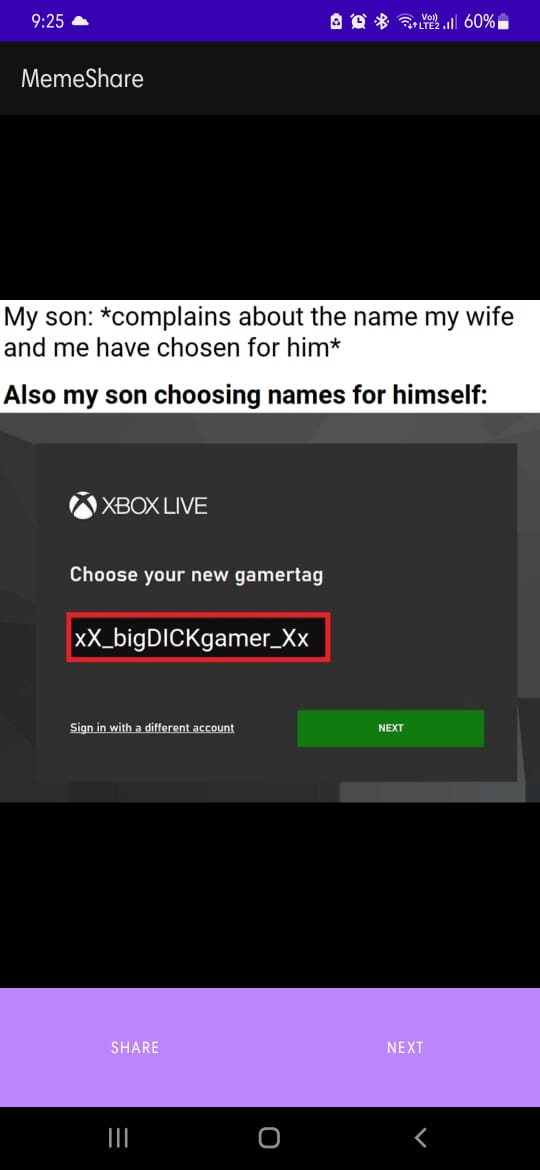 9:25 Vo)) LTE2 60%
MemeShare
My son: *complains about the name my wife
and me have chosen for him*
Also my son choosing names for himself:
XBOX LIVE
Choose your new gamertag
xX_bigDICKgamer_Xx
Sign in with a different account NEXT
SHARE NEXT